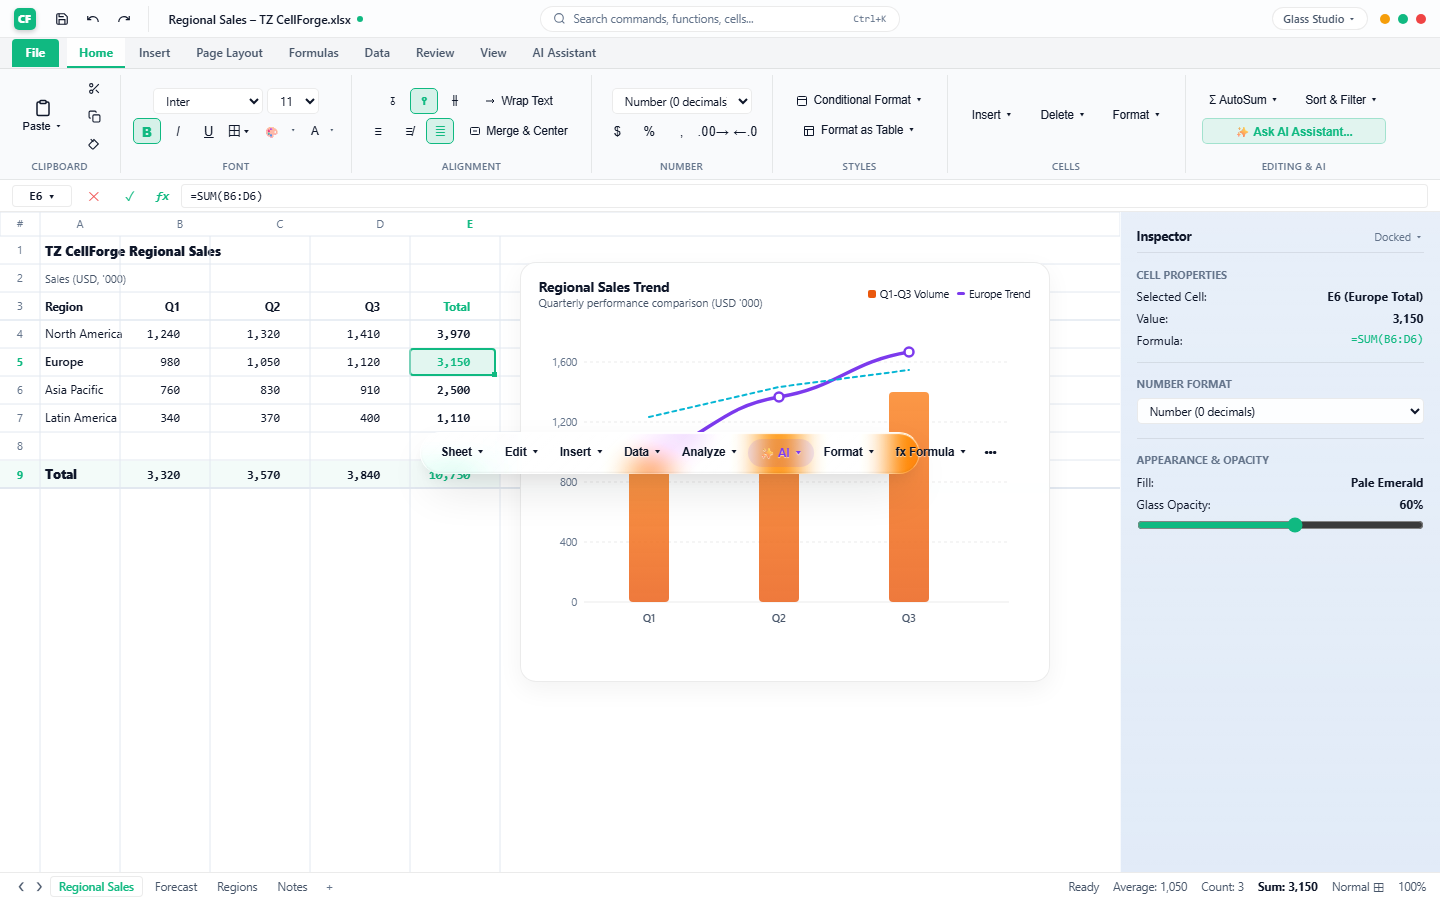 CF
Regional Sales – TZ CellForge.xlsx
Search commands, functions, cells...
Ctrl+K
Glass Studio
File
Home
Insert
Page Layout
Formulas
Data
Review
View
AI Assistant
Paste
CLIPBOARD
Inter
11
B
I
U
A
FONT
Wrap Text
Merge & Center
ALIGNMENT
Number (0 decimals
$
%
,
.00→
←.0
NUMBER
Conditional Format
Format as Table
STYLES
Insert
Delete
Format
CELLS
Σ AutoSum
Sort & Filter
✨ Ask AI Assistant...
EDITING & AI
E6
fx
=SUM(B6:D6)
# A B C D E
1 TZ CellForge Regional Sales
2 Sales (USD, '000)
3 Region Q1 Q2 Q3 Total
4 North America 1,240 1,320 1,410 3,970
5 Europe 980 1,050 1,120 3,150
6 Asia Pacific 760 830 910 2,500
7 Latin America 340 370 400 1,110
8
9 Total 3,320 3,570 3,840 10,730
Regional Sales Trend
Quarterly performance comparison (USD '000)
Q1-Q3 Volume
Europe Trend
1,600
1,200
Sheet
Edit
Insert
Data
Analyze
✨ AI
Format
fx Formula
•••
800
400
0
Q1
Q2
Q3
Inspector
Docked
CELL PROPERTIES
Selected Cell: E6 (Europe Total)
Value: 3,150
Formula: =SUM(B6:D6)
NUMBER FORMAT
Number (0 decimals)
APPEARANCE & OPACITY
Fill: Pale Emerald
Glass Opacity: 60%
Regional Sales
Forecast
Regions
Notes
+
Ready
Average: 1,050
Count: 3
Sum: 3,150
Normal
100%